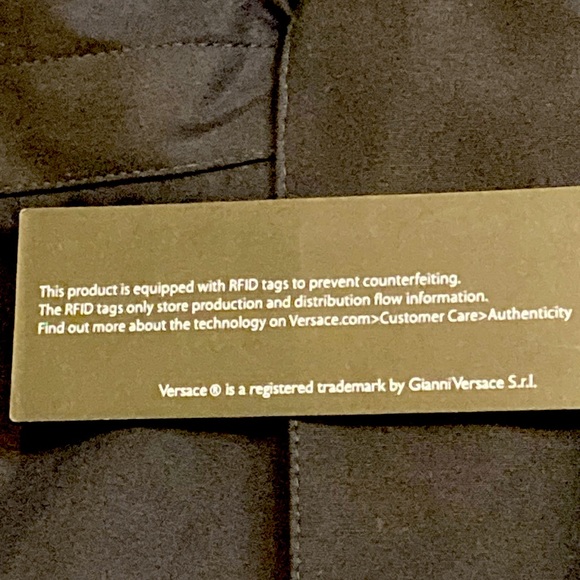 This product is equipped with RFID tags to prevent counterfeiting.
The RFID tags only store production and distribution flow information.
Find out more about the technology on Versace.com>Customer Care>Authenticity
Versace ® is a registered trademark by Gianni Versace S.r.l.